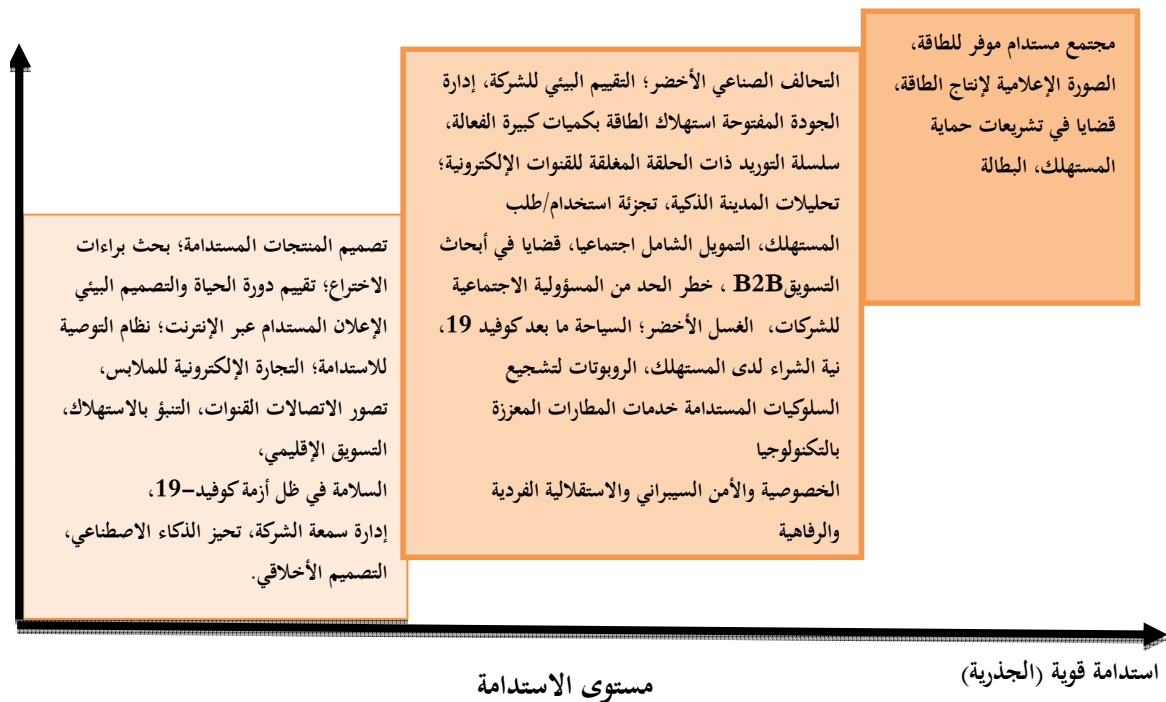 مجتمع مستدام موفر للطاقة،
الصورة الإعلامية لإنتاج الطاقة،
قضايا في تشريعات حماية
المستهلك، البطالة
التحالف الصناعي الأخضر؛ التقييم البيئي للشركة، إدارة
الجودة المفتوحة استهلاك الطاقة بكميات كبيرة الفعالة،
سلسلة التوريد ذات الحلقة المغلقة للقنوات الإلكترونية؛
تحليلات المدينة الذكية، تجزئة استخدام/طلب
المستهلك، التمويل الشامل اجتماعيا، قضايا في أبحاث
التسويقB2B ، خطر الحد من المسؤولية الاجتماعية
للشركات، الغسل الأخضر؛ السياحة ما بعد كوفيد 19،
نية الشراء لدى المستهلك، الروبوتات لتشجيع
السلوكيات المستدامة خدمات المطارات المعززة
بالتكنولوجيا
الخصوصية والأمن السيبراني والاستقلالية الفردية
والرفاهية
تصميم المنتجات المستدامة؛ بحث براءات
الاختراع؛ تقييم دورة الحياة والتصميم البيئي
الإعلان المستدام عبر الإنترنت؛ نظام التوصية
للاستدامة؛ التجارة الإلكترونية للملابس،
تصور الاتصالات القنوات، التنبؤ بالاستهلاك،
التسويق الإقليمي،
السلامة في ظل أزمة كوفيد–19،
إدارة سمعة الشركة، تحيز الذكاء الاصطناعي،
التصميم الأخلاقي.
استدامة قوية (الجذرية)
مستوى الاستدامة